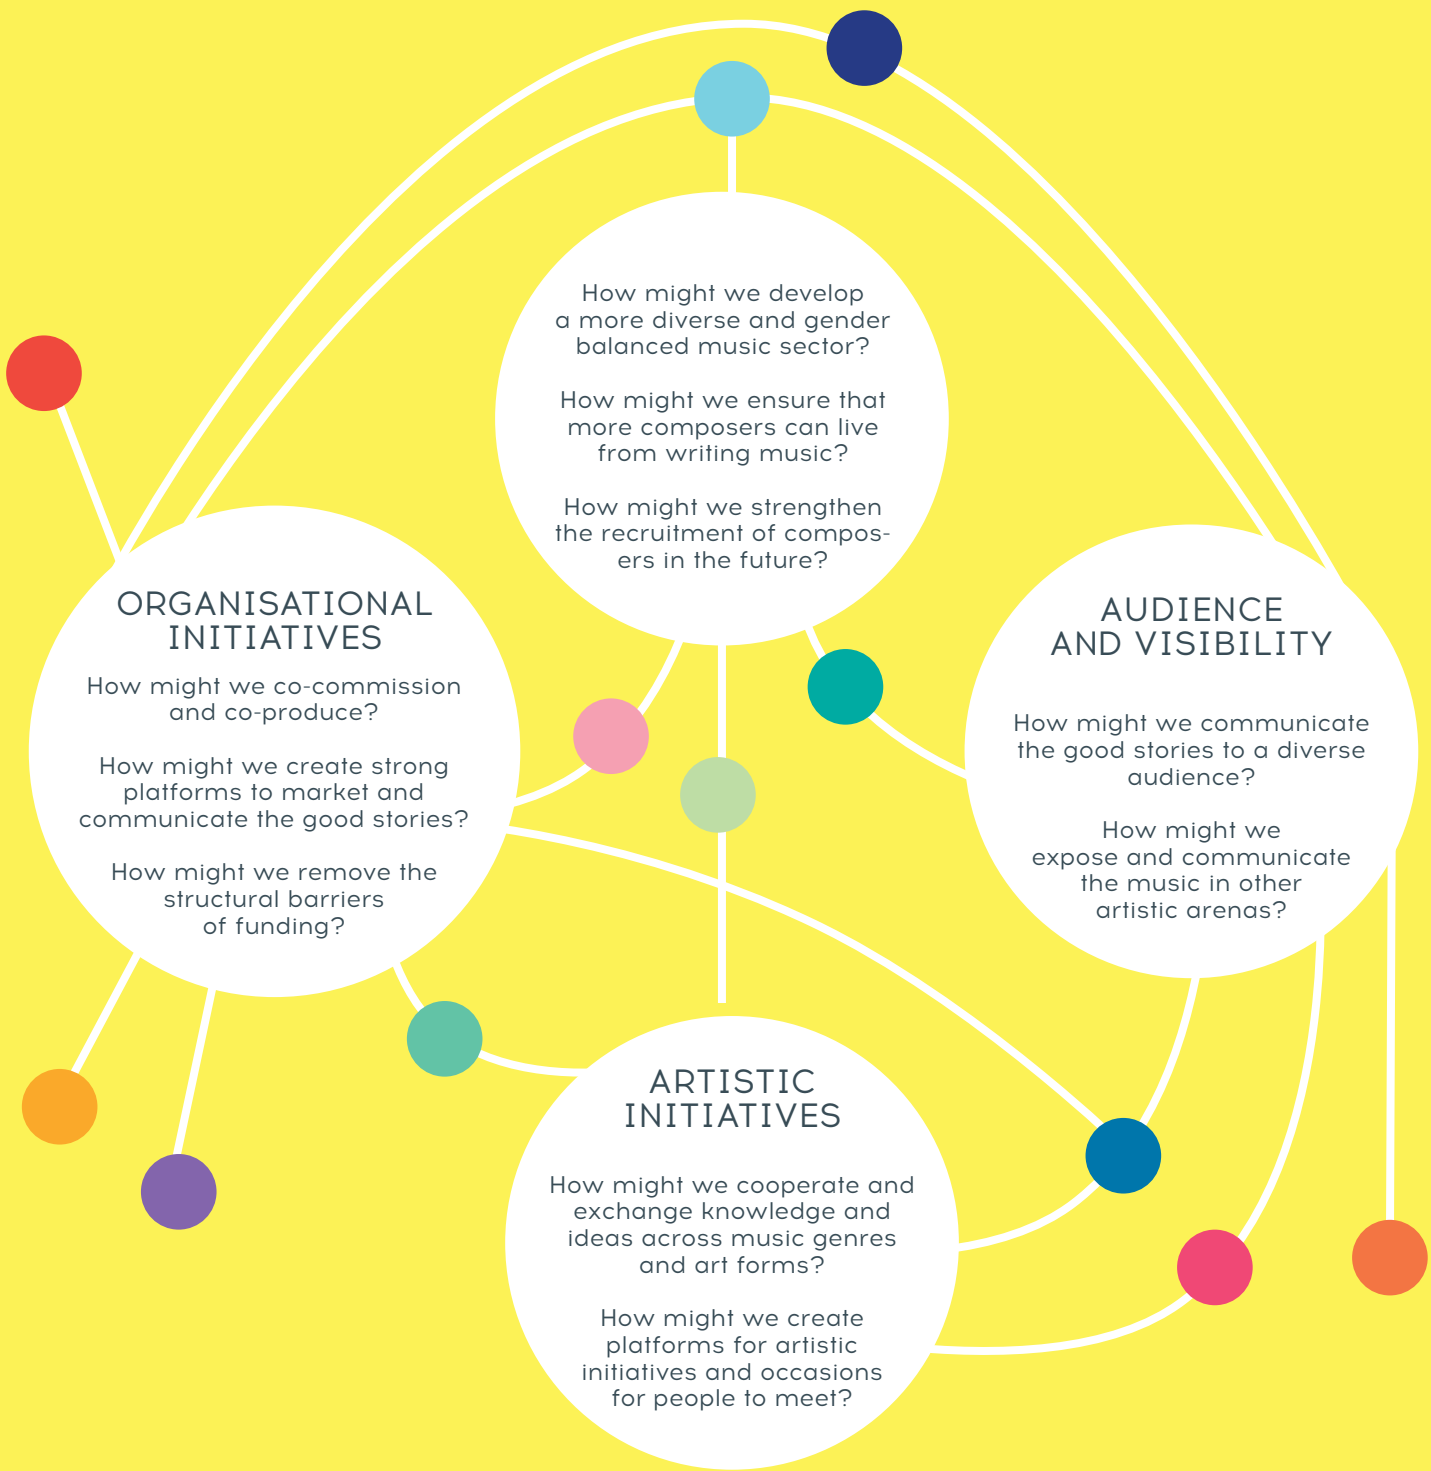 How might we develop
a more diverse and gender
balanced music sector?
How might we ensure that
more composers can live
from writing music?
How might we strengthen
the recruitment of compos-
ers in the future?
ORGANISATIONAL
INITIATIVES
How might we co-commission
and co-produce?
How might we create strong
platforms to market and
communicate the good stories?
How might we remove the
structural barriers
of funding?
AUDIENCE
AND VISIBILITY
How might we communicate
the good stories to a diverse
audience?
How might we
expose and communicate
the music in other
artistic arenas?
ARTISTIC
INITIATIVES
How might we cooperate and
exchange knowledge and
ideas across music genres
and art forms?
How might we create
platforms for artistic
initiatives and occasions
for people to meet?